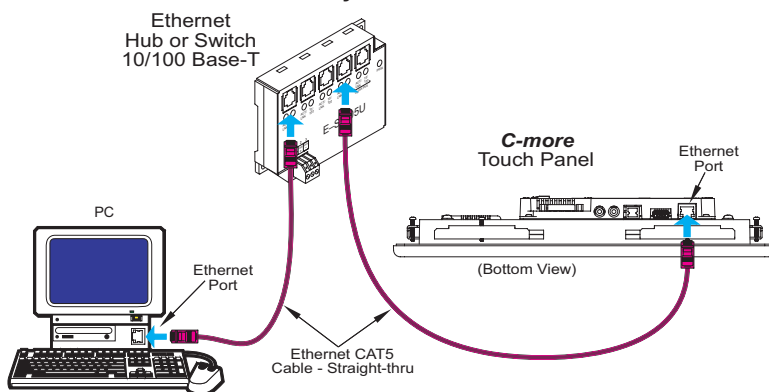 Ethernet
Hub or Switch
10/100 Base-T
C-more
Touch Panel
Ethernet
Port
PC
(Bottom View)
Ethernet
Port
Ethernet CAT5
Cable - Straight-thru